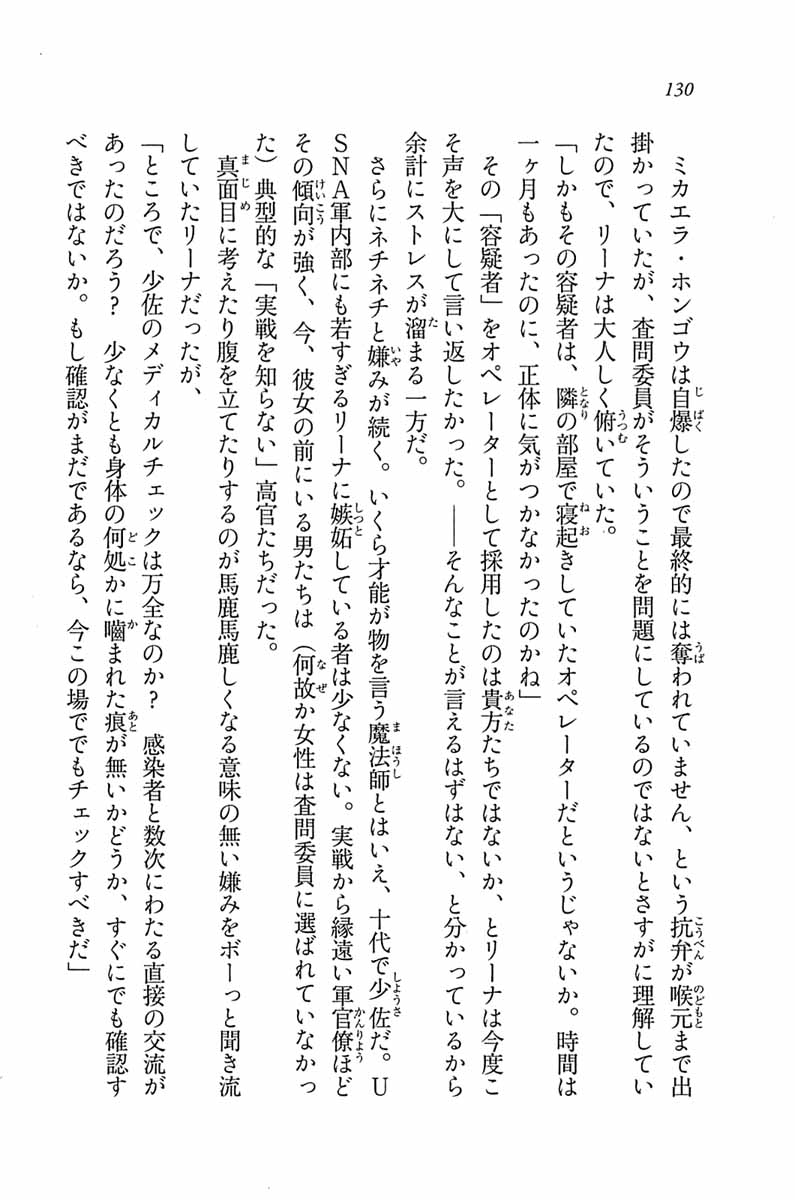 130
ミカエラ・ホンゴウは自爆したので最終的には奪われていません、という抗弁が喉元まで出
掛かっていたが、査問委員がそういうことを問題にしているのではないとさすがに理解してい
たので、リーナは大人しく俯いていた。
「しかもその容疑者は、隣の部屋で寝起きしていたオペレーターだというじゃないか。時間は
一ヶ月もあったのに、正体に気がつかなかったのかね」
その「容疑者」をオペレーターとして採用したのは貴方たちではないか、とリーナは今度こ
そ声を大にして言い返したかった。――そんなことが言えるはずはない、と分かっているから
余計にストレスが溜まる一方だ。
さらにネチネチと嫌みが続く。いくら才能が物を言う魔法師とはいえ、十代で少佐だ。U
SNA軍内部にも若すぎるリーナに嫉妬している者は少なくない。実戦から縁遠い軍官僚ほど
その傾向が強く、今、彼女の前にいる男たちは（何故か女性は査問委員に選ばれていなかっ
た）典型的な「実戦を知らない」高官たちだった。
真面目に考えたり腹を立てたりするのが馬鹿馬鹿しくなる意味の無い嫌みをボーっと聞き流
していたリーナだったが、
「ところで、少佐のメディカルチェックは万全なのか？　感染者と数次にわたる直接の交流が
あったのだろう？　少なくとも身体の何処かに嚙まれた痕が無いかどうか、すぐにでも確認す
べきではないか。もし確認がまだであるなら、今この場ででもチェックすべきだ」